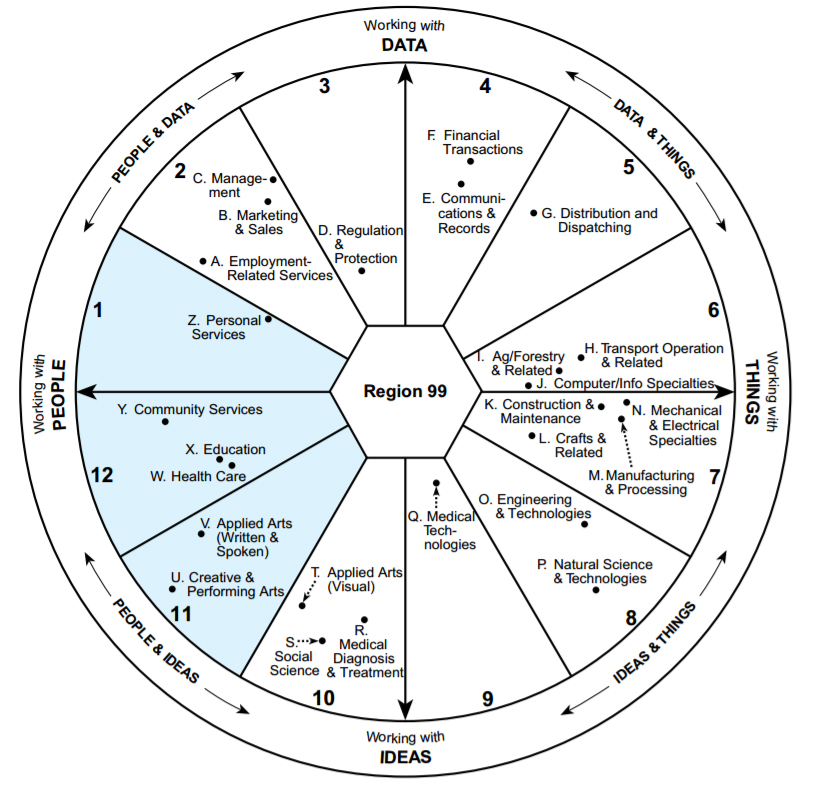 Working with
DATA
PEOPLE & DATA
DATA & THINGS
3
4
2
5
C. Manage-
ment
B. Marketing
& Sales
A. Employment-
Related Services
D. Regulation
&
Protection
F. Financial
Transactions
E. Communi-
cations &
Records
G. Distribution and
Dispatching
1
6
Z. Personal
Services
I. Ag/Forestry
& Related
H. Transport Operation
& Related
J. Computer/Info Specialties
Working with
PEOPLE
Region 99
Working with
THINGS
Y. Community Services
X. Education
W. Health Care
12
K. Construction &
Maintenance
N. Mechanical
& Electrical
Specialties
L. Crafts &
Related
M. Manufacturing
& Processing
7
V. Applied Arts
(Written &
Spoken)
U. Creative &
Performing Arts
11
O. Engineering
& Technologies
Q. Medical
Tech-
nologies
P. Natural Science
& Technologies
8
T. Applied Arts
(Visual)
S.
Social
Science
R.
Medical
Diagnosis
& Treatment
10
9
PEOPLE & IDEAS
IDEAS & THINGS
Working with
IDEAS